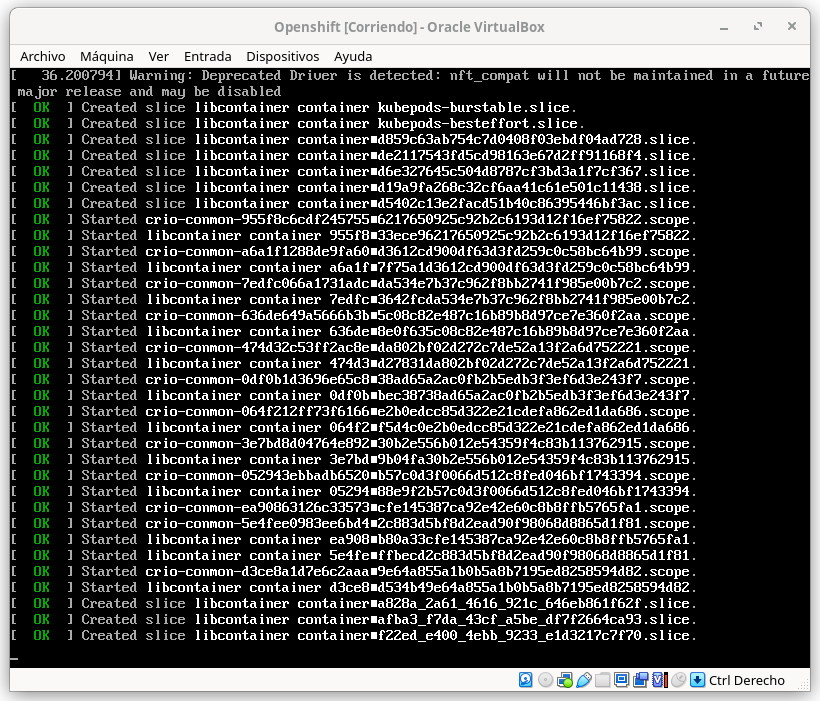 Openshift [Corriendo] - Oracle VirtualBox
Archivo Máquina Ver Entrada Dispositivos Ayuda
[   36.200794] Warning: Deprecated Driver is detected: nft_compat will not be maintained in a future
major release and may be disabled
[  OK  ] Created slice libcontainer container kubepods-burstable.slice.
[  OK  ] Created slice libcontainer container kubepods-besteffort.slice.
[  OK  ] Created slice libcontainer container■d859c63ab754c7d0408f03ebdf04ad728.slice.
[  OK  ] Created slice libcontainer container■de2117543fd5cd98163e67d2ff91168f4.slice.
[  OK  ] Created slice libcontainer container■d6e327645c504d8787cf3bd3a1f7cf367.slice.
[  OK  ] Created slice libcontainer container■d19a9fa268c32cf6aa41c61e501c11438.slice.
[  OK  ] Created slice libcontainer container■d5402c13e2facd51b40c86395446bf3ac.slice.
[  OK  ] Started crio-conmon-955f8c6cdf245755■6217650925c92b2c6193d12f16ef75822.scope.
[  OK  ] Started libcontainer container 955f8■33ece96217650925c92b2c6193d12f16ef75822.
[  OK  ] Started crio-conmon-a6a1f1288de9fa60■d3612cd900df63d3fd259c0c58bc64b99.scope.
[  OK  ] Started libcontainer container a6a1f■7f75a1d3612cd900df63d3fd259c0c58bc64b99.
[  OK  ] Started crio-conmon-7edfc066a1731adc■da534e7b37c962f8bb2741f985e00b7c2.scope.
[  OK  ] Started libcontainer container 7edfc■3642fcda534e7b37c962f8bb2741f985e00b7c2.
[  OK  ] Started crio-conmon-636de649a5666b3b■5c08c82e487c16b89b8d97ce7e360f2aa.scope.
[  OK  ] Started libcontainer container 636de■8e0f635c08c82e487c16b89b8d97ce7e360f2aa.
[  OK  ] Started crio-conmon-474d32c53ff2ac8e■da802bf02d272c7de52a13f2a6d752221.scope.
[  OK  ] Started libcontainer container 474d3■d27831da802bf02d272c7de52a13f2a6d752221.
[  OK  ] Started crio-conmon-0df0b1d3696e65c8■38ad65a2ac0fb2b5edb3f3ef6d3e243f7.scope.
[  OK  ] Started libcontainer container 0df0b■bec38738ad65a2ac0fb2b5edb3f3ef6d3e243f7.
[  OK  ] Started crio-conmon-064f212ff73f6166■e2b0edcc85d322e21cdefa862ed1da686.scope.
[  OK  ] Started libcontainer container 064f2■f5d4c0e2b0edcc85d322e21cdefa862ed1da686.
[  OK  ] Started crio-conmon-3e7bd8d04764e892■30b2e556b012e54359f4c83b113762915.scope.
[  OK  ] Started libcontainer container 3e7bd■9b04fa30b2e556b012e54359f4c83b113762915.
[  OK  ] Started crio-conmon-052943ebbadb6520■b57c0d3f0066d512c8fed046bf1743394.scope.
[  OK  ] Started libcontainer container 05294■88e9f2b57c0d3f0066d512c8fed046bf1743394.
[  OK  ] Started crio-conmon-ea90863126c33573■cfe145387ca92e42e60c8b8ffb5765fa1.scope.
[  OK  ] Started crio-conmon-5e4fee0983ee6bd4■2c883d5bf8d2ead90f98068d8865d1f81.scope.
[  OK  ] Started libcontainer container ea908■b80a33cfe145387ca92e42e60c8b8ffb5765fa1.
[  OK  ] Started libcontainer container 5e4fe■ffbecd2c883d5bf8d2ead90f98068d8865d1f81.
[  OK  ] Started crio-conmon-d3ce8a1d7e6c2aaa■9e64a855a1b0b5a8b7195ed8258594d82.scope.
[  OK  ] Started libcontainer container d3ce8■d534b49e64a855a1b0b5a8b7195ed8258594d82.
[  OK  ] Created slice libcontainer container■a828a_2a61_4616_921c_646eb861f62f.slice.
[  OK  ] Created slice libcontainer container■afba3_f7da_43cf_a5be_df7f2664ca93.slice.
[  OK  ] Created slice libcontainer container■f22ed_e400_4ebb_9233_e1d3217c7f70.slice.
_
Ctrl Derecho